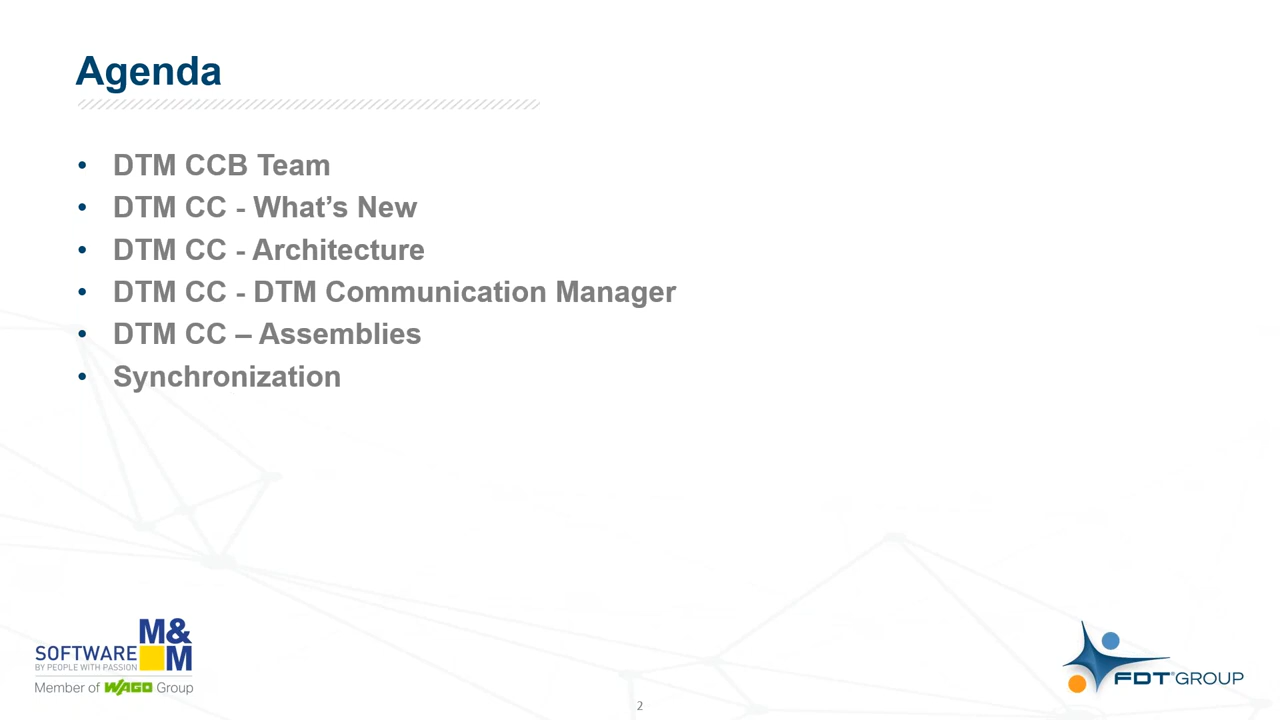 Agenda
• DTM CCB Team
• DTM CC - What’s New
• DTM CC - Architecture
• DTM CC - DTM Communication Manager
• DTM CC – Assemblies
• Synchronization
M&
SOFTWARE M
BY PEOPLE WITH PASSION
Member of WAGO Group
FDT® GROUP
2